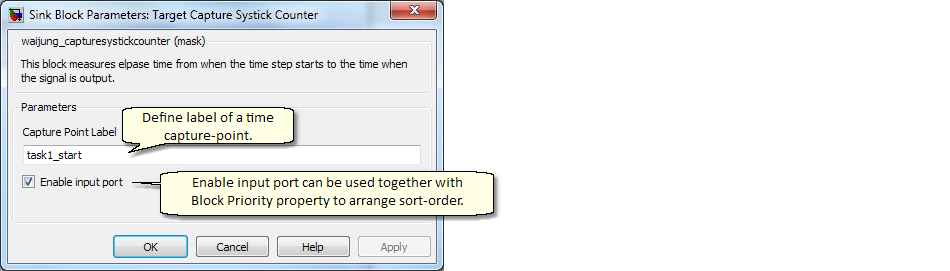 Sink Block Parameters: Target Capture Systick Counter
waijung_capturesystickcounter (mask)
This block measures elpase time from when the time step starts to the time when
the signal is output.
Parameters
Define label of a time
capture-point.
Capture Point Label
task1_start
Enable input port
Enable input port can be used together with
Block Priority property to arrange sort-order.
OK Cancel Help Apply